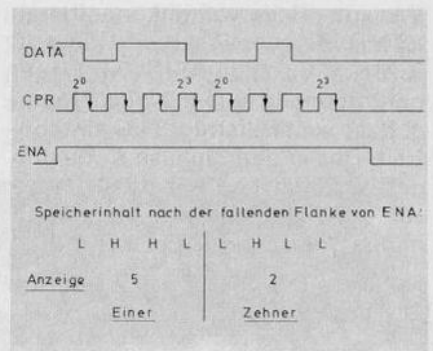 DATA
2⁰ 2³ 2⁰ 2³
CPR
ENA
Speicherinhalt nach der fallenden Flanke von ENA:
L H H L L H L L
Anzeige 5 2
Einer Zehner